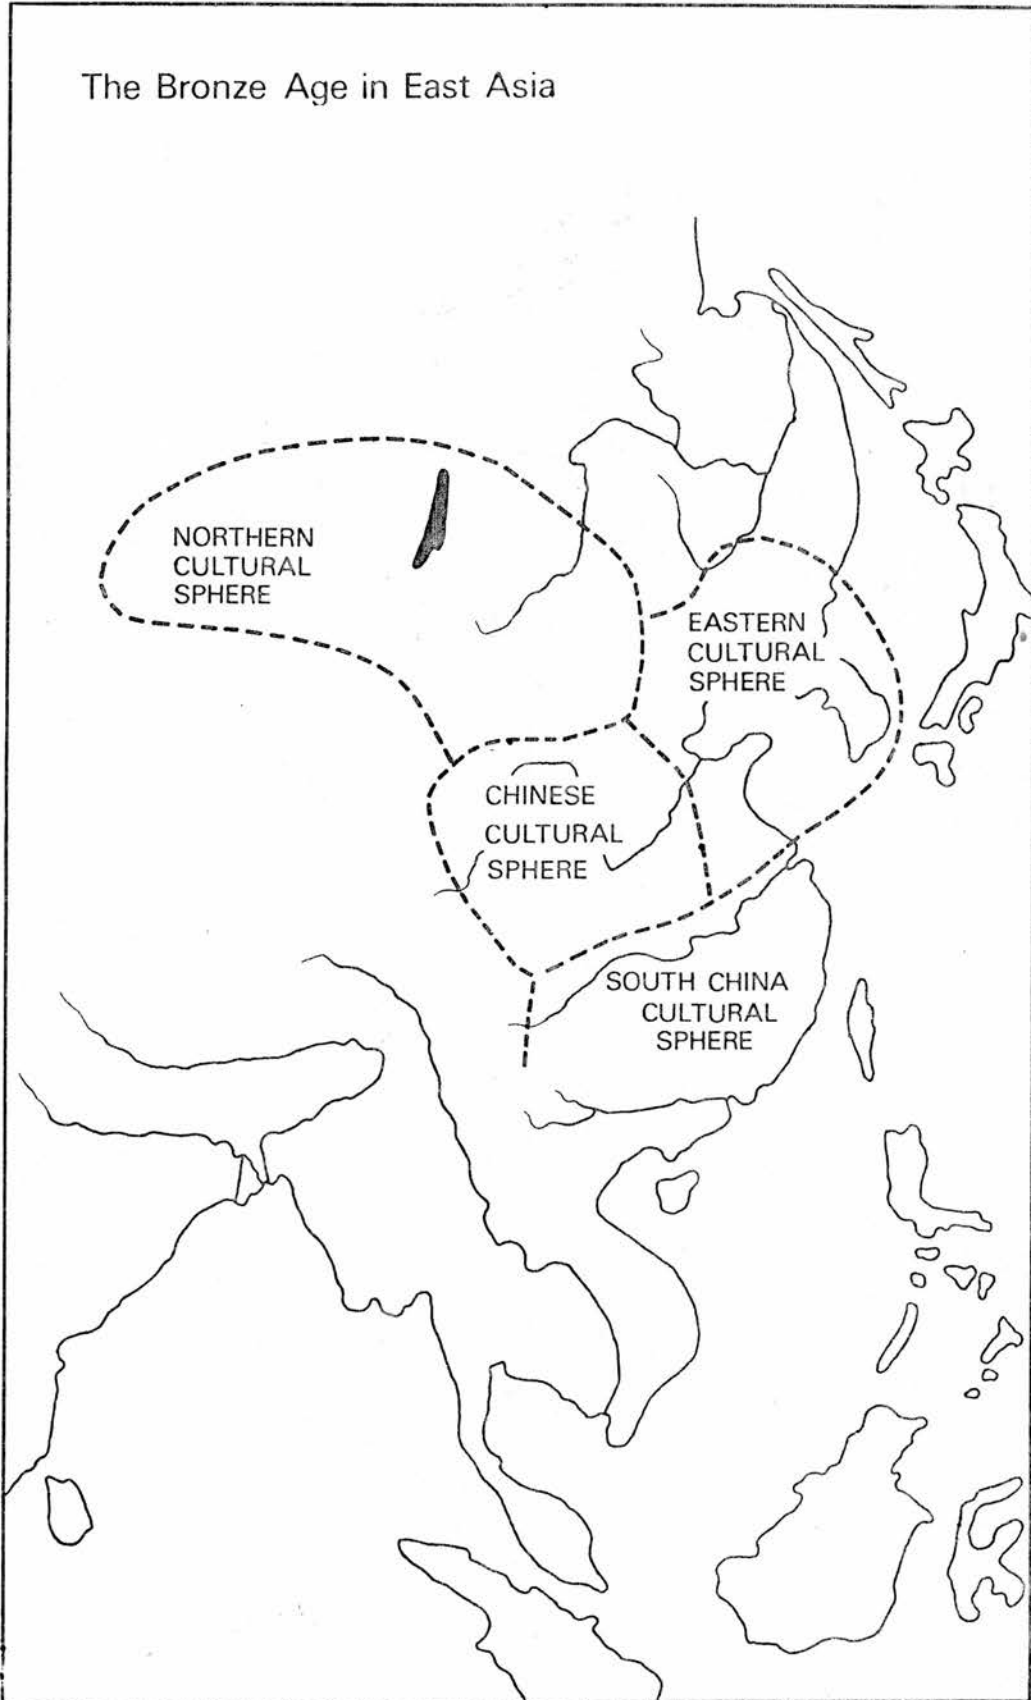 The Bronze Age in East Asia
NORTHERN
CULTURAL
SPHERE
EASTERN
CULTURAL
SPHERE
CHINESE
CULTURAL
SPHERE
SOUTH CHINA
CULTURAL
SPHERE